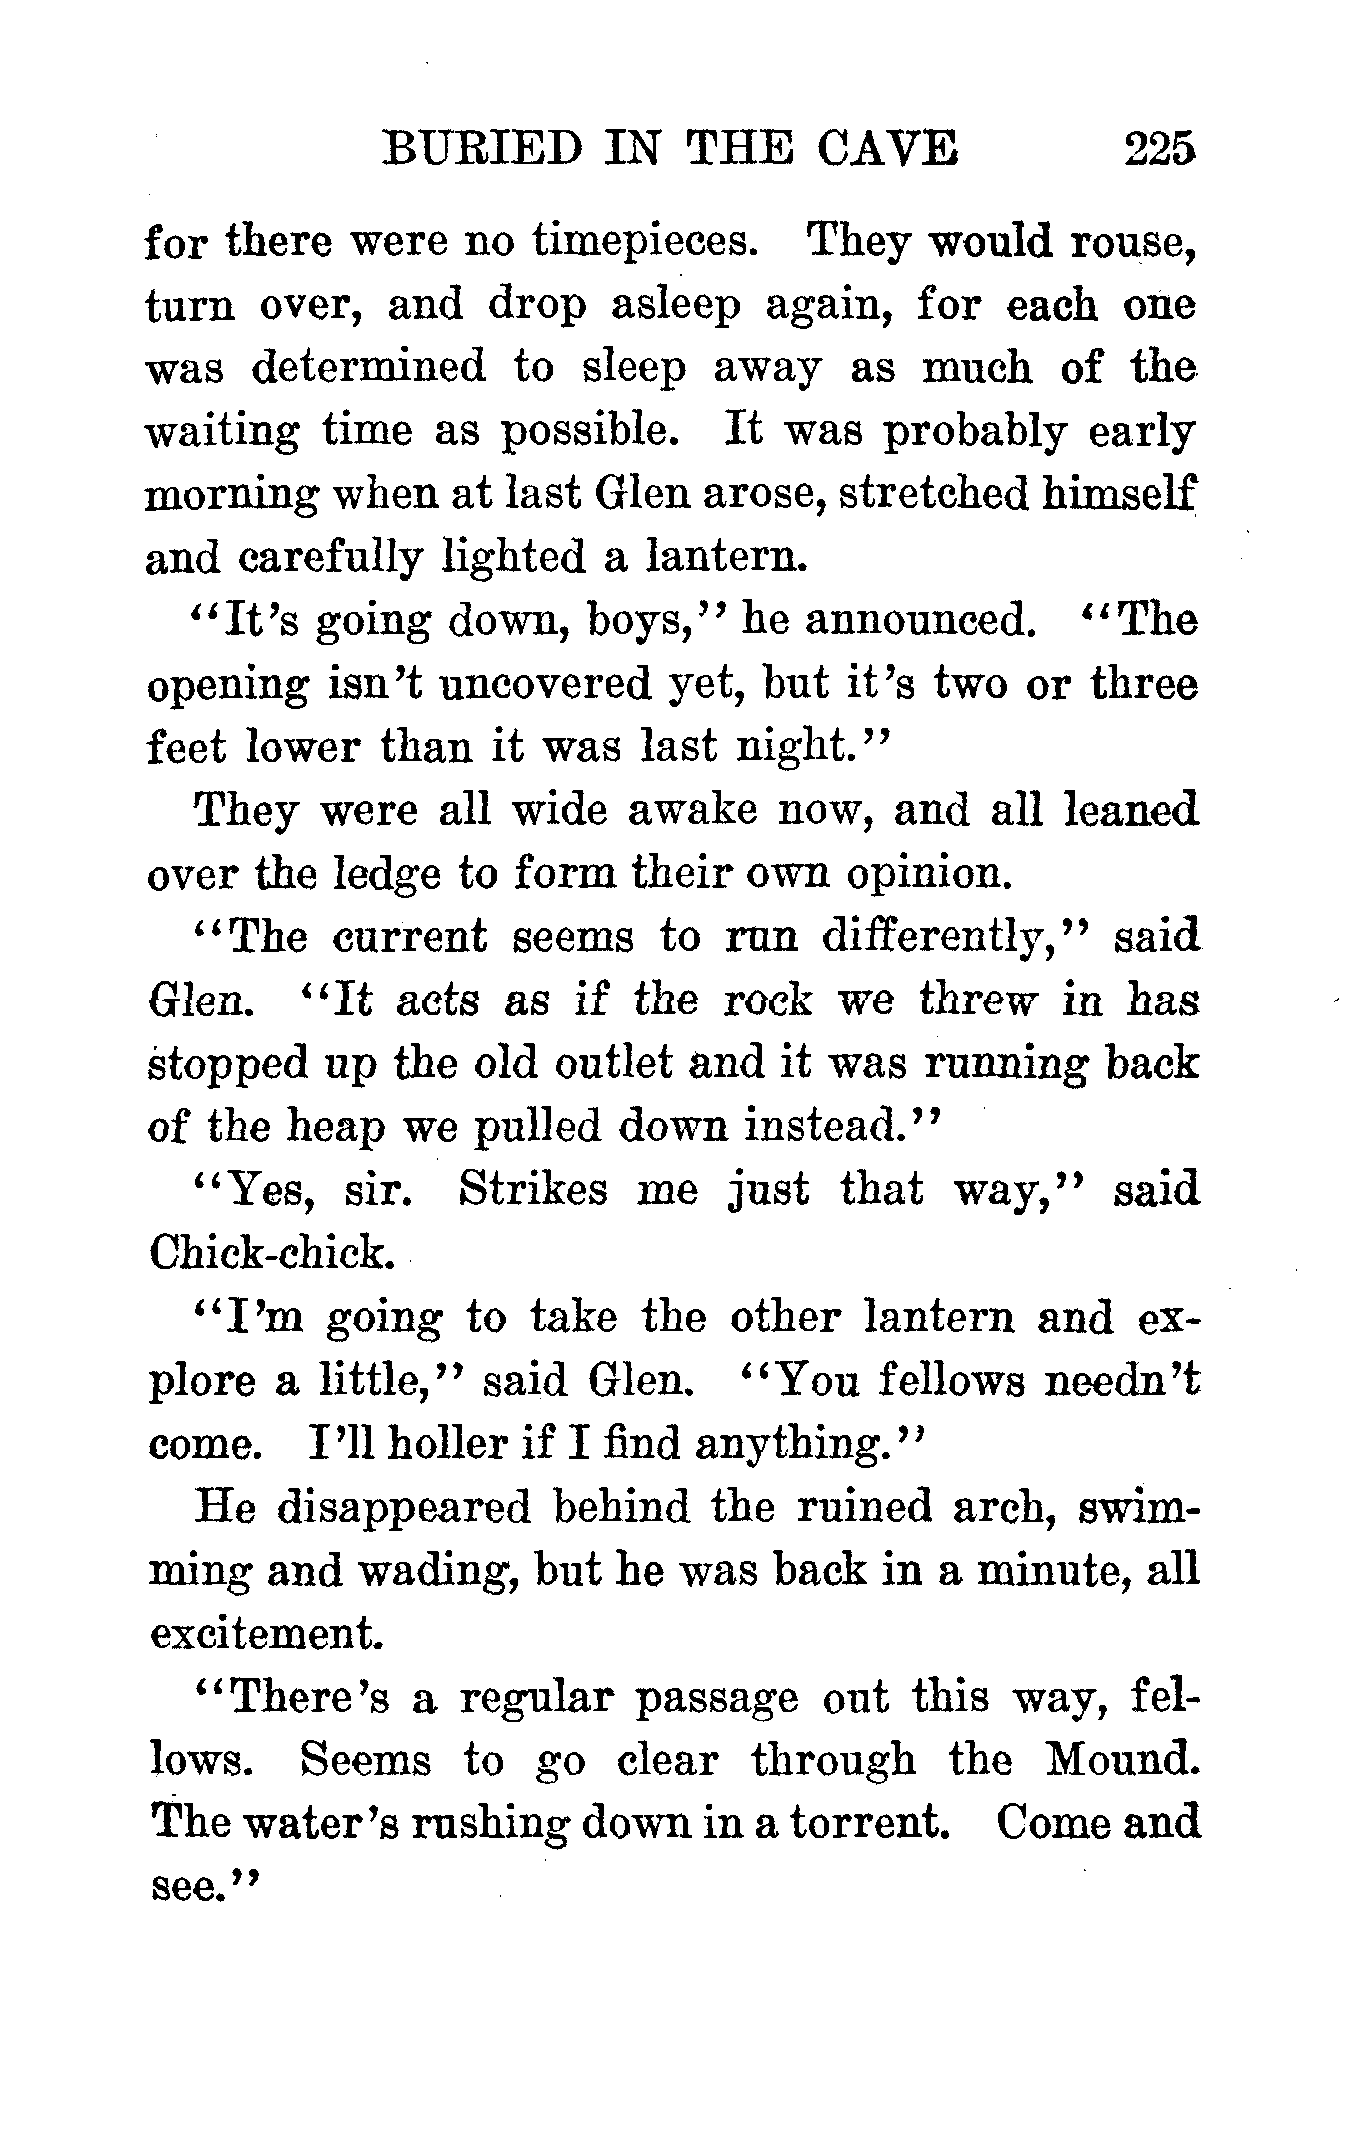 BURIED IN THE CAVE 225
for there were no timepieces. They would rouse,
turn over, and drop asleep again, for each one
was determined to sleep away as much of the
waiting time as possible. It was probably early
morning when at last Glen arose, stretched himself
and carefully lighted a lantern.
"It's going down, boys," he announced. "The
opening isn't uncovered yet, but it's two or three
feet lower than it was last night."
They were all wide awake now, and all leaned
over the ledge to form their own opinion.
"The current seems to run differently," said
Glen. "It acts as if the rock we threw in has
stopped up the old outlet and it was running back
of the heap we pulled down instead."
"Yes, sir. Strikes me just that way," said
Chick-chick.
"I'm going to take the other lantern and ex-
plore a little," said Glen. "You fellows needn't
come. I'll holler if I find anything."
He disappeared behind the ruined arch, swim-
ming and wading, but he was back in a minute, all
excitement.
"There's a regular passage out this way, fel-
lows. Seems to go clear through the Mound.
The water's rushing down in a torrent. Come and
see."